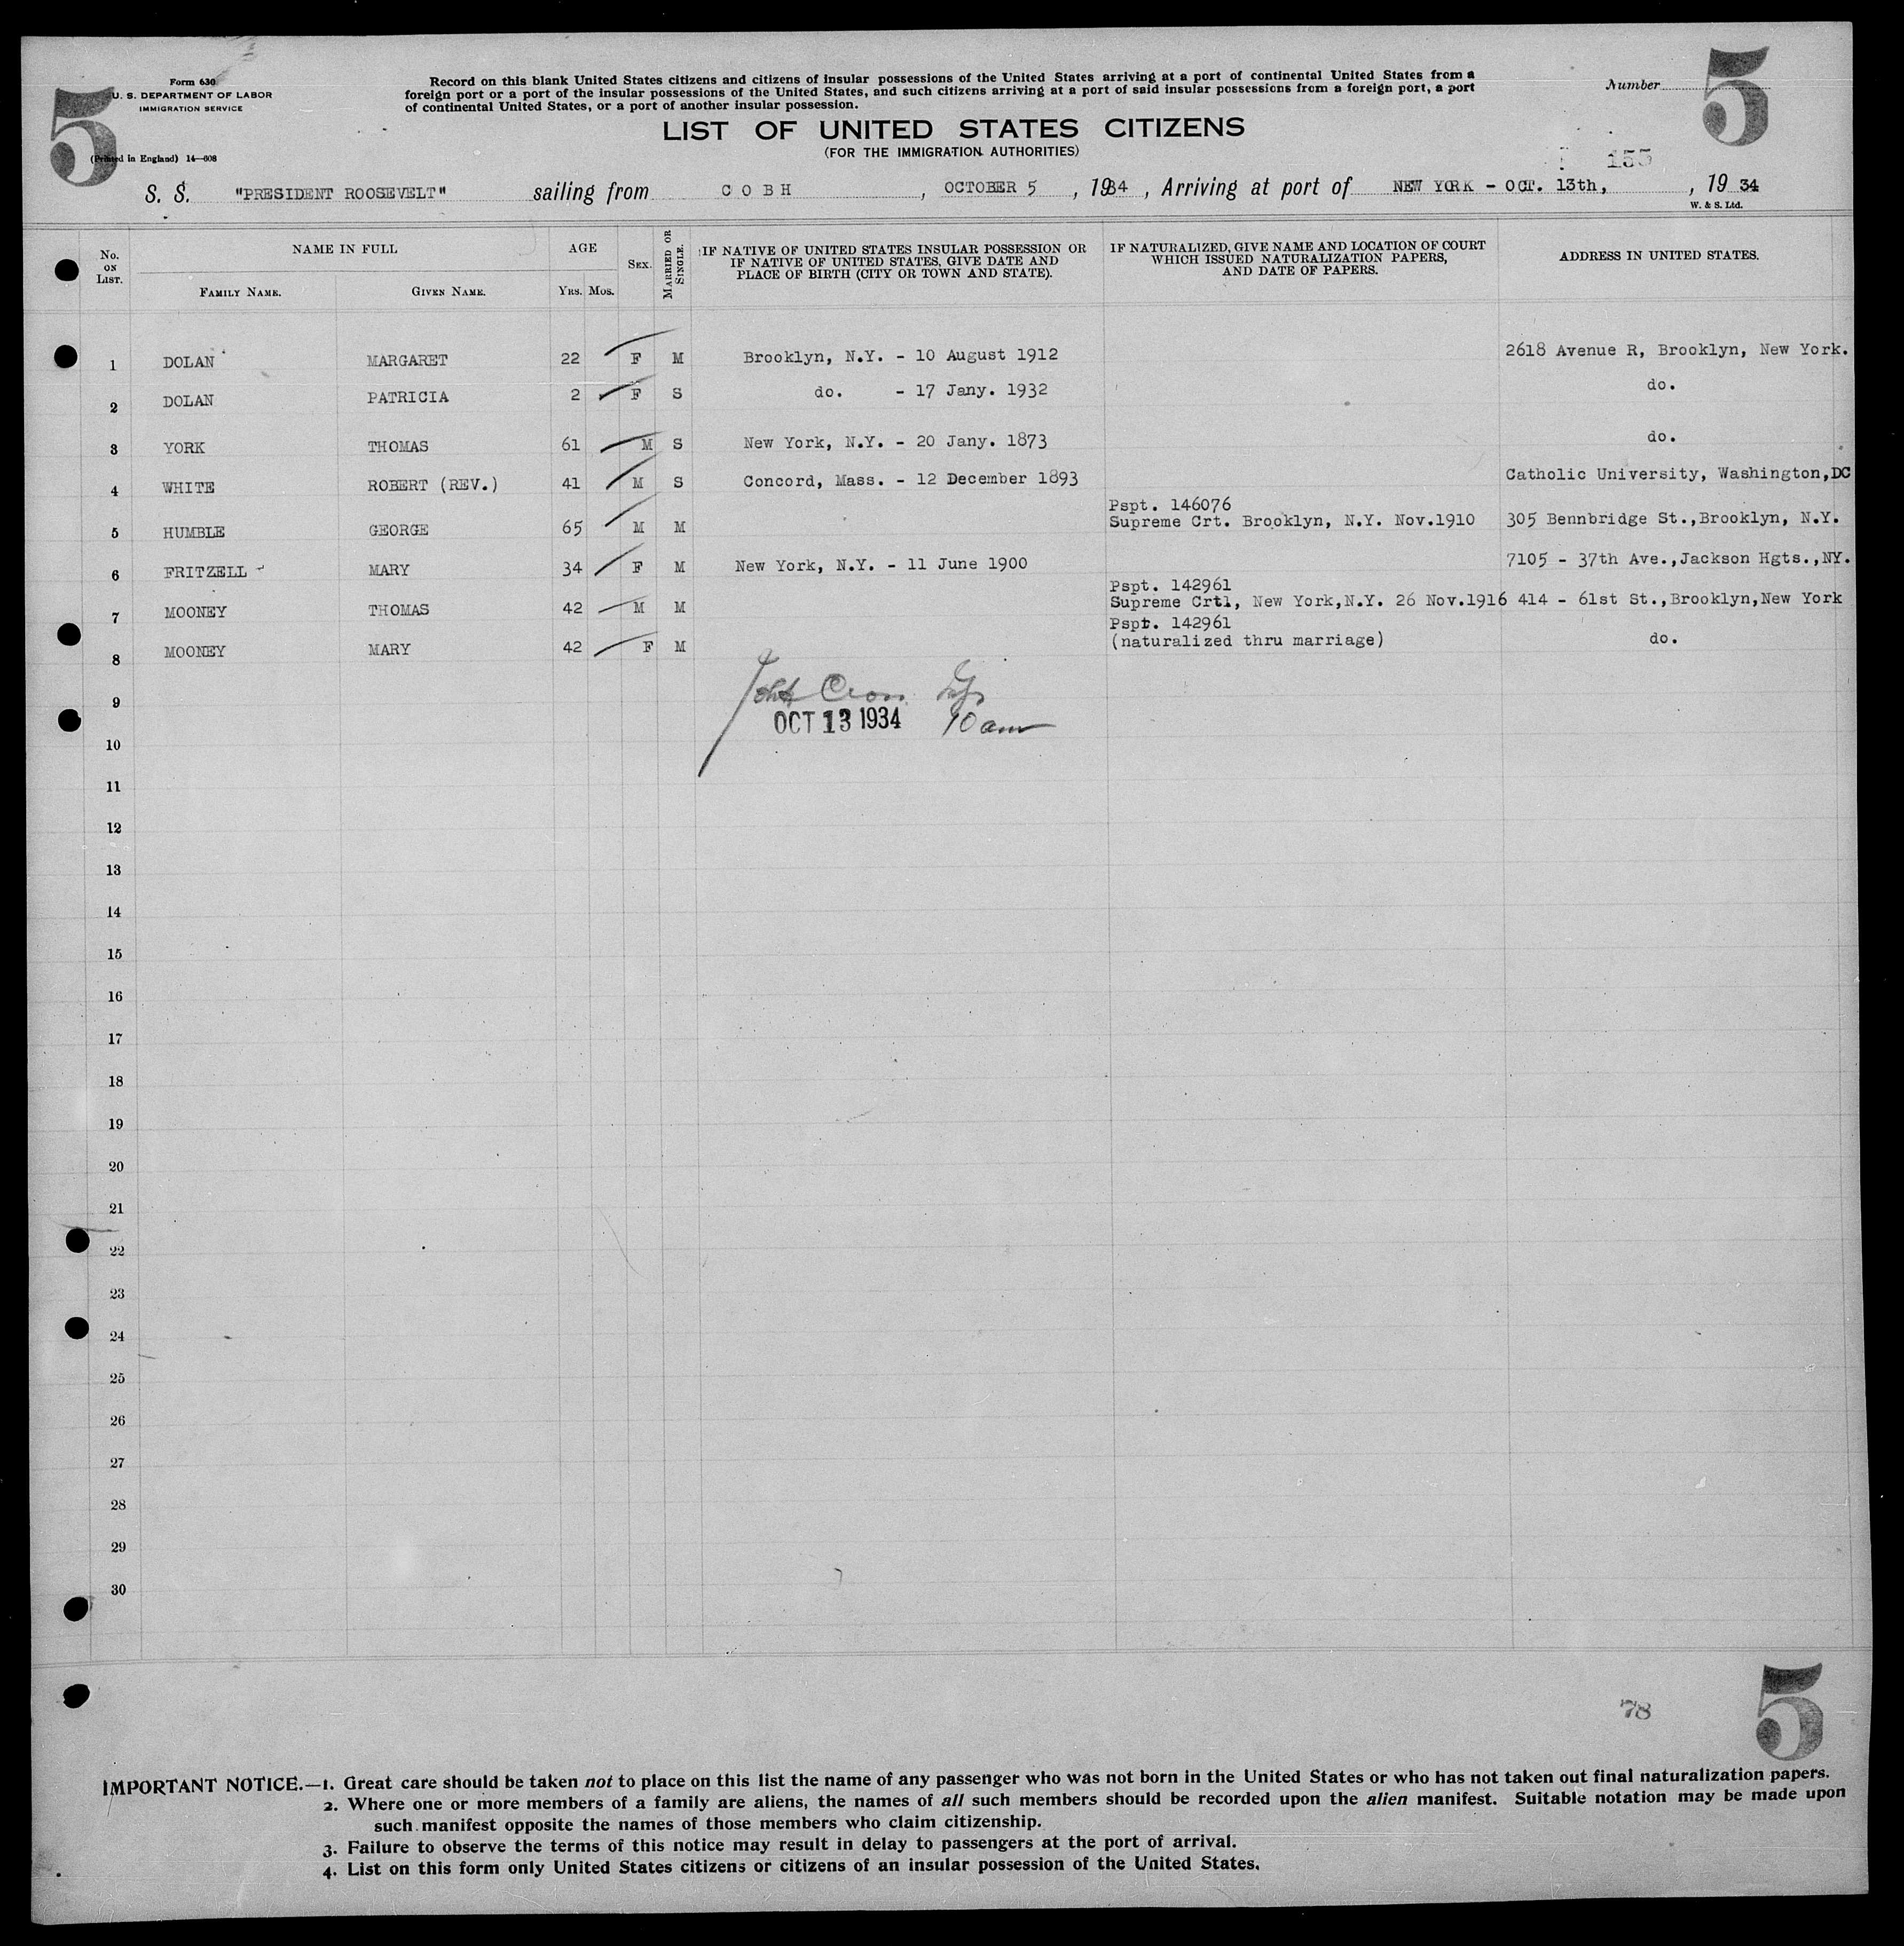 5
Form 630
U. S. DEPARTMENT OF LABOR
IMMIGRATION SERVICE
(Printed in England) 14—608
Record on this blank United States citizens and citizens of insular possessions of the United States arriving at a port of continental United States from a
foreign port or a port of the insular possessions of the United States, and such citizens arriving at a port of said insular possessions from a foreign port, a port
of continental United States, or a port of another insular possession.
Number
5
LIST OF UNITED STATES CITIZENS
(FOR THE IMMIGRATION AUTHORITIES)
155
S. S. "PRESIDENT ROOSEVELT" sailing from COBH, OCTOBER 5, 1934, Arriving at port of NEW YORK - OCT. 13th, , 19 34
W. & S. Ltd.
No. ON LIST.
NAME IN FULL
FAMILY NAME.
GIVEN NAME.
AGE
YRS. MOS.
SEX.
MARRIED OR SINGLE.
IF NATIVE OF UNITED STATES INSULAR POSSESSION OR
IF NATIVE OF UNITED STATES, GIVE DATE AND
PLACE OF BIRTH (CITY OR TOWN AND STATE).
IF NATURALIZED, GIVE NAME AND LOCATION OF COURT
WHICH ISSUED NATURALIZATION PAPERS,
AND DATE OF PAPERS.
ADDRESS IN UNITED STATES.
1 DOLAN MARGARET 22 F M Brooklyn, N.Y. - 10 August 1912 2618 Avenue R, Brooklyn, New York.
2 DOLAN PATRICIA 2 F S do. - 17 Jany. 1932 do.
3 YORK THOMAS 61 M S New York, N.Y. - 20 Jany. 1873 do.
4 WHITE ROBERT (REV.) 41 M S Concord, Mass. - 12 December 1893 Catholic University, Washington,DC
Pspt. 146076
5 HUMBLE GEORGE 65 M M Supreme Crt. Brooklyn, N.Y. Nov.1910 305 Bennbridge St.,Brooklyn, N.Y.
6 FRITZELL MARY 34 F M New York, N.Y. - 11 June 1900 7105 - 37th Ave.,Jackson Hgts.,NY.
Pspt. 142961
7 MOONEY THOMAS 42 M M Supreme Crtl, New York,N.Y. 26 Nov.1916 414 - 61st St.,Brooklyn,New York
Pspt. 142961
8 MOONEY MARY 42 F M (naturalized thru marriage) do.
9
OCT 13 1934 10 am
10
11
12
13
14
15
16
17
18
19
20
21
22
23
24
25
26
27
28
29
30
78
5
IMPORTANT NOTICE.—1. Great care should be taken not to place on this list the name of any passenger who was not born in the United States or who has not taken out final naturalization papers.
2. Where one or more members of a family are aliens, the names of all such members should be recorded upon the alien manifest. Suitable notation may be made upon
such manifest opposite the names of those members who claim citizenship.
3. Failure to observe the terms of this notice may result in delay to passengers at the port of arrival.
4. List on this form only United States citizens or citizens of an insular possession of the United States.